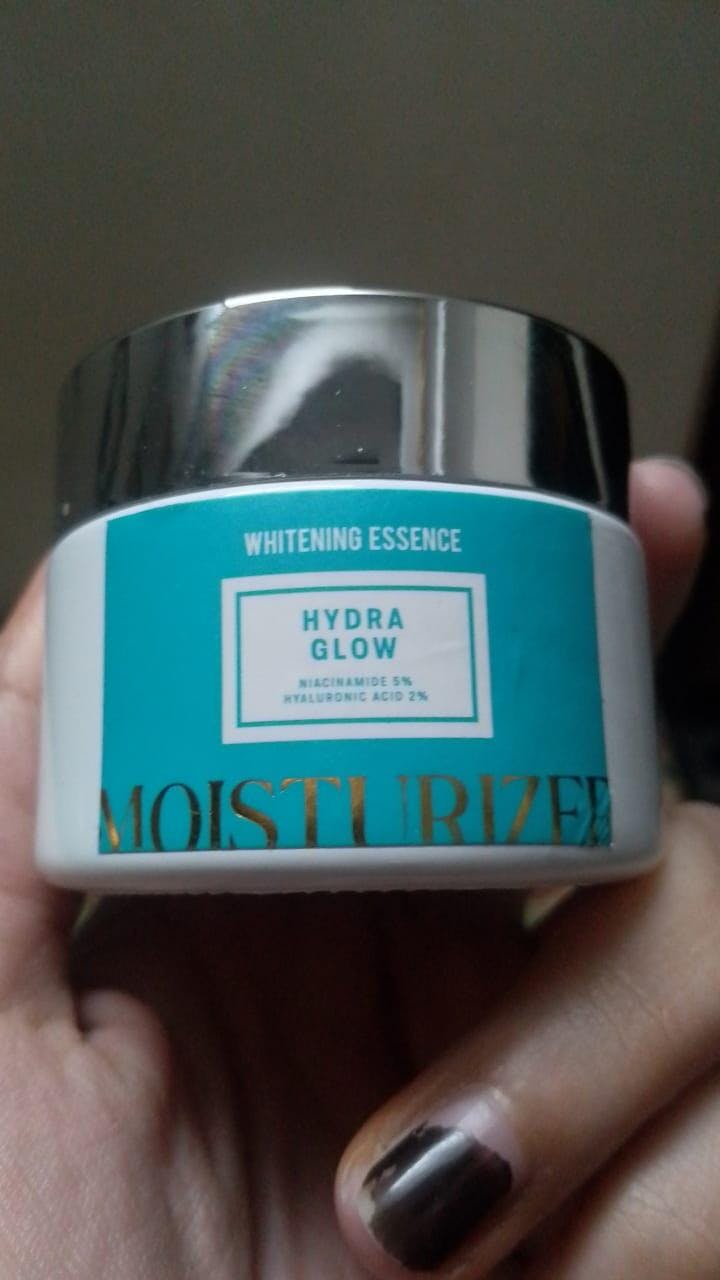 WHITENING ESSENCE
HYDRA
GLOW
NIACINAMIDE 5%
HYALURONIC ACID 2%
MOISTURIZER